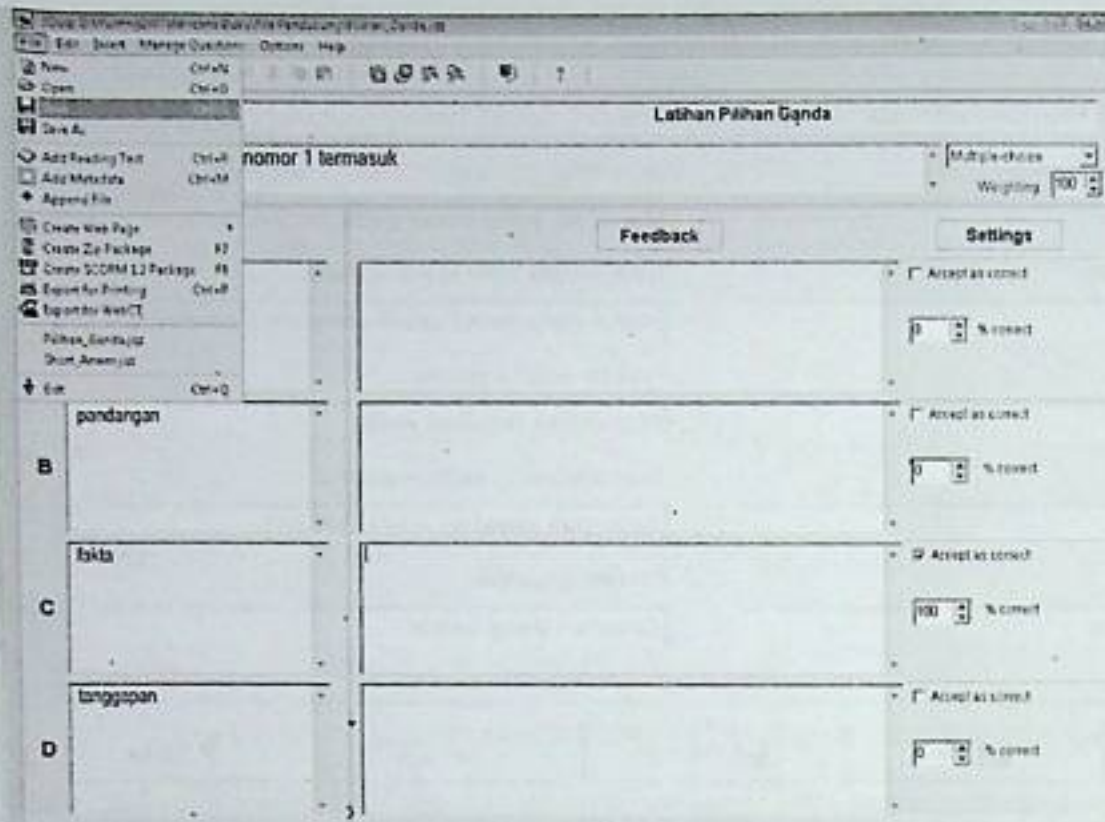 File Edit Insert Manage Questions Options Help
New Ctrl+N
Open Ctrl+O
Save As
Add Reading Text Ctrl+R
Add Metadata Ctrl+M
Append File
Create Web Page
Create Zip Package
Create SCORM 1.2 Package F6
Export for Printing Ctrl+P
Export for WebCT
Exit Ctrl+Q
Latihan Pilihan Ganda
nomor 1 termasuk
Multiple-choice
Weighting 100
Feedback
Settings
Accept as correct
0 % correct
B
pandangan
Accept as correct
0 % correct
C
fakta
Accept as correct
100 % correct
D
tanggapan
Accept as correct
0 % correct